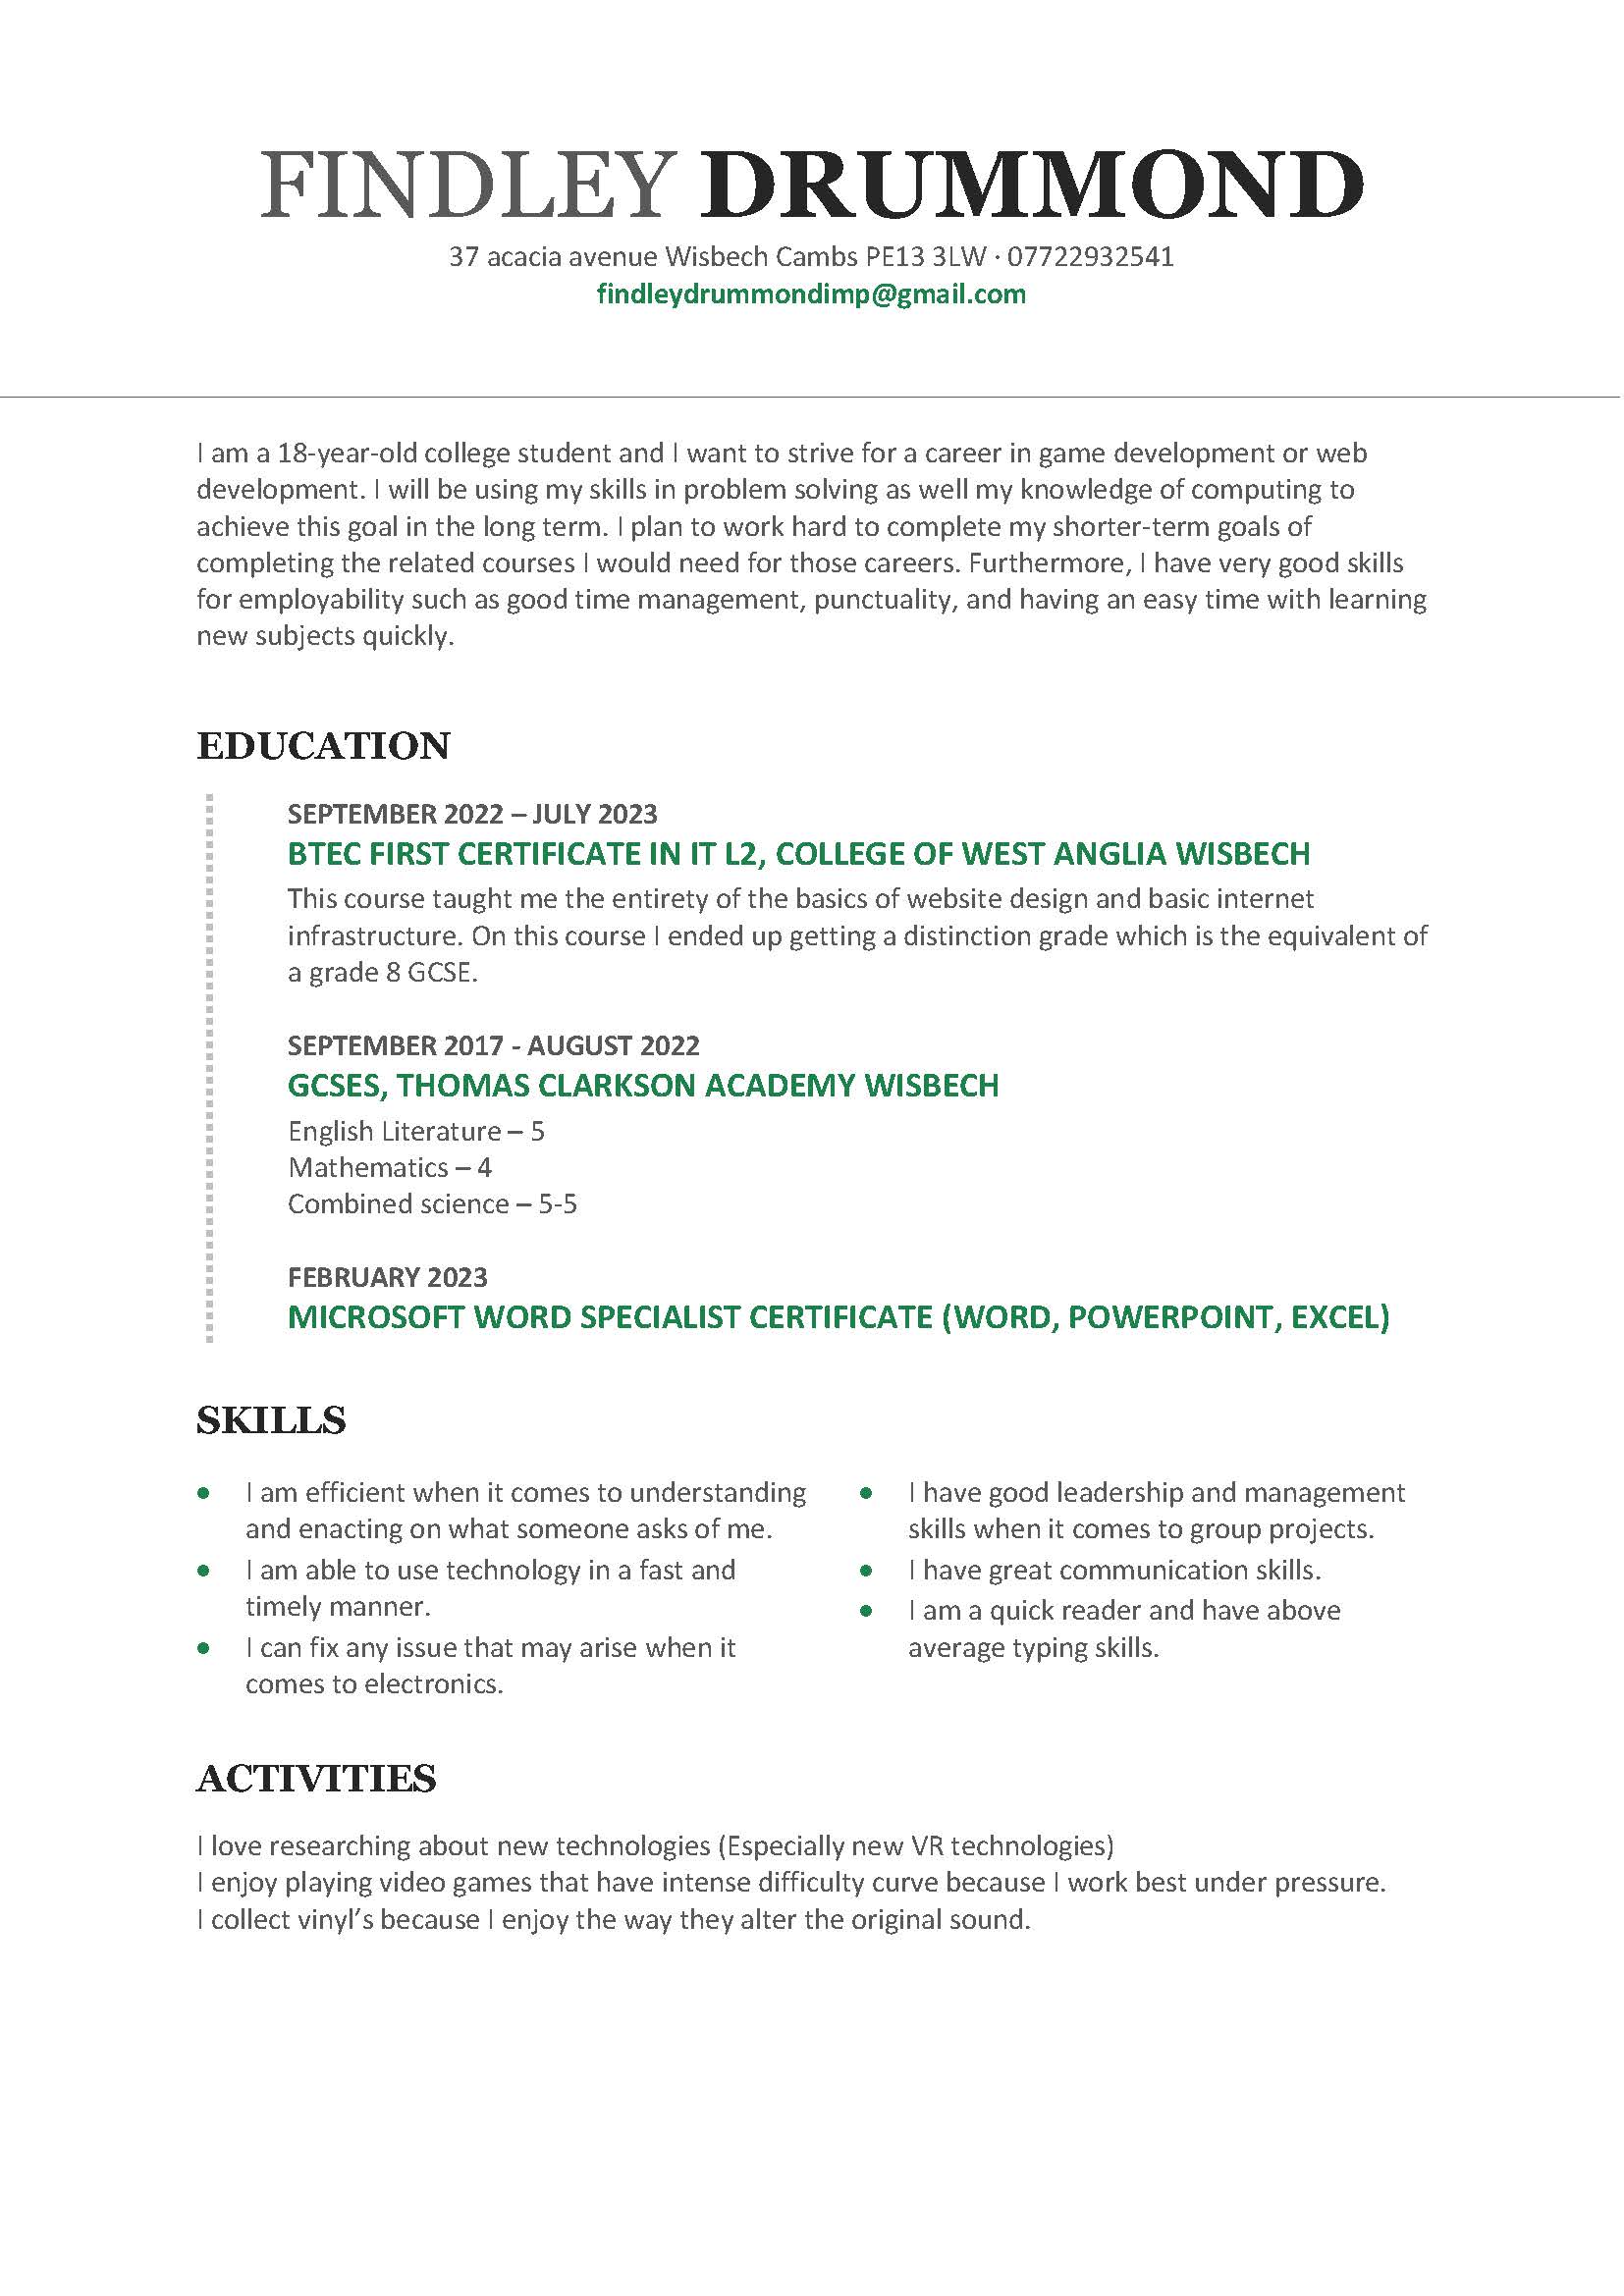 FINDLEY DRUMMOND
37 acacia avenue Wisbech Cambs PE13 3LW · 07722932541
findleydrummondimp@gmail.com
I am a 18-year-old college student and I want to strive for a career in game development or web
development. I will be using my skills in problem solving as well my knowledge of computing to
achieve this goal in the long term. I plan to work hard to complete my shorter-term goals of
completing the related courses I would need for those careers. Furthermore, I have very good skills
for employability such as good time management, punctuality, and having an easy time with learning
new subjects quickly.
EDUCATION
SEPTEMBER 2022 – JULY 2023
BTEC FIRST CERTIFICATE IN IT L2, COLLEGE OF WEST ANGLIA WISBECH
This course taught me the entirety of the basics of website design and basic internet
infrastructure. On this course I ended up getting a distinction grade which is the equivalent of
a grade 8 GCSE.
SEPTEMBER 2017 - AUGUST 2022
GCSES, THOMAS CLARKSON ACADEMY WISBECH
English Literature – 5
Mathematics – 4
Combined science – 5-5
FEBRUARY 2023
MICROSOFT WORD SPECIALIST CERTIFICATE (WORD, POWERPOINT, EXCEL)
SKILLS
• I am efficient when it comes to understanding
and enacting on what someone asks of me.
• I am able to use technology in a fast and
timely manner.
• I can fix any issue that may arise when it
comes to electronics.
• I have good leadership and management
skills when it comes to group projects.
• I have great communication skills.
• I am a quick reader and have above
average typing skills.
ACTIVITIES
I love researching about new technologies (Especially new VR technologies)
I enjoy playing video games that have intense difficulty curve because I work best under pressure.
I collect vinyl’s because I enjoy the way they alter the original sound.